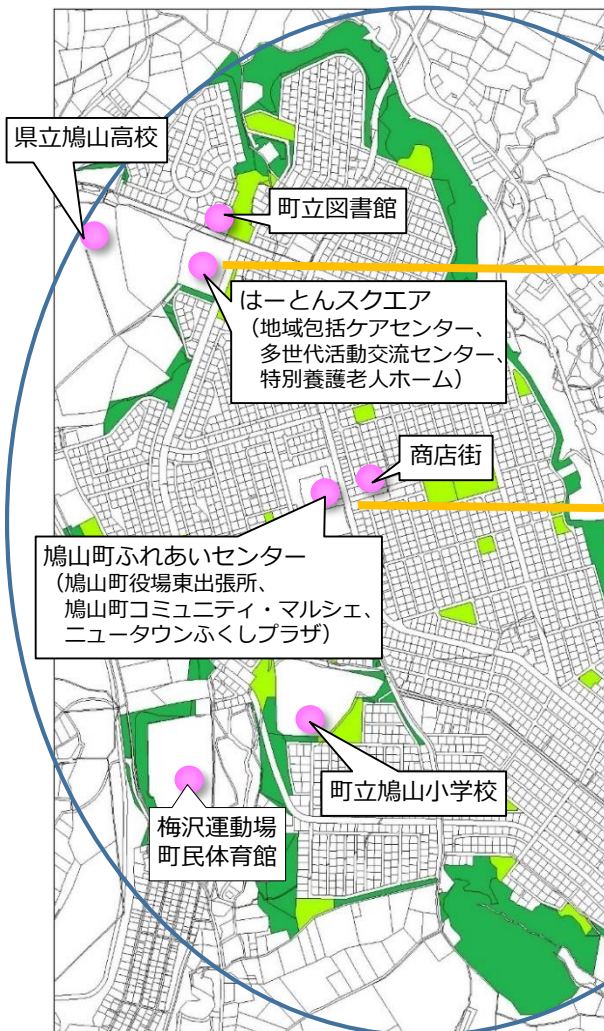 県立鳩山高校
町立図書館
はーとんスクエア
（地域包括ケアセンター、
多世代活動交流センター、
特別養護老人ホーム）
商店街
鳩山町ふれあいセンター
（鳩山町役場東出張所、
鳩山町コミュニティ・マルシェ、
ニュータウンふくしプラザ）
町立鳩山小学校
梅沢運動場
町民体育館